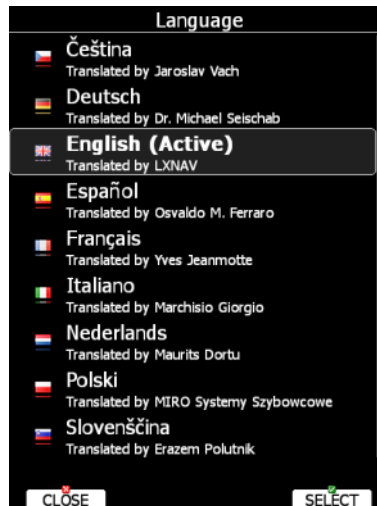 Language
Čeština
Translated by Jaroslav Vach
Deutsch
Translated by Dr. Michael Seischab
English (Active)
Translated by LXNAV
Español
Translated by Osvaldo M. Ferraro
Français
Translated by Yves Jeanmotte
Italiano
Translated by Marchisio Giorgio
Nederlands
Translated by Maurits Dortu
Polski
Translated by MIRO Systemy Szybowcowe
Slovenščina
Translated by Erazem Polutnik
CLOSE SELECT